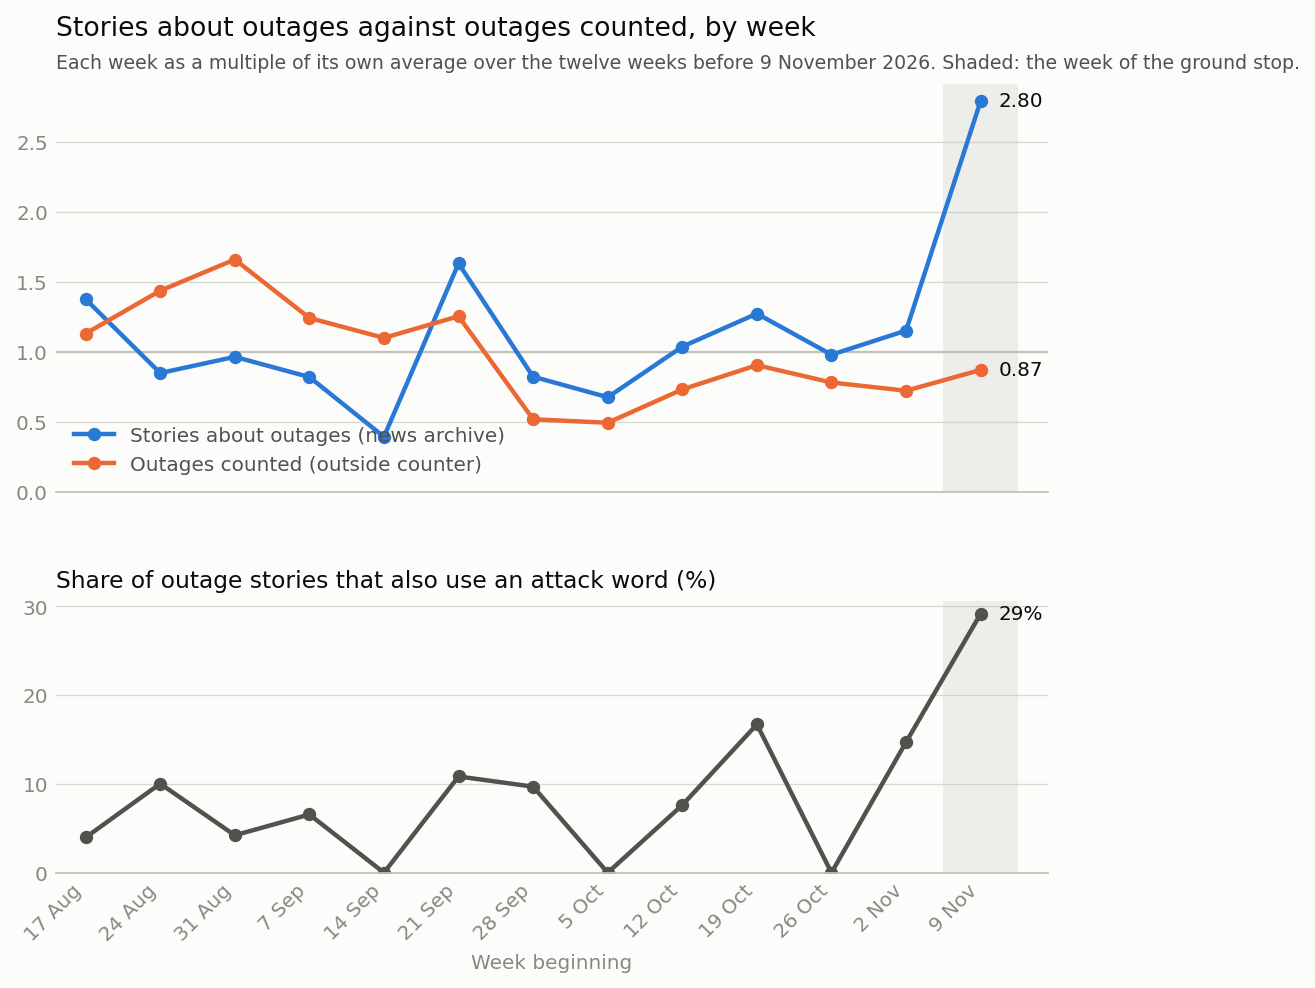 Stories about outages against outages counted, by week
Each week as a multiple of its own average over the twelve weeks before 9 November 2026. Shaded: the week of the ground stop.
2.80
2.5
2.0
1.5
1.0
0.87
0.5
Stories about outages (news archive)
Outages counted (outside counter)
0.0
Share of outage stories that also use an attack word (%)
30
29%
20
10
0
17 Aug
24 Aug
31 Aug
7 Sep
14 Sep
21 Sep
28 Sep
5 Oct
12 Oct
19 Oct
26 Oct
2 Nov
9 Nov
Week beginning